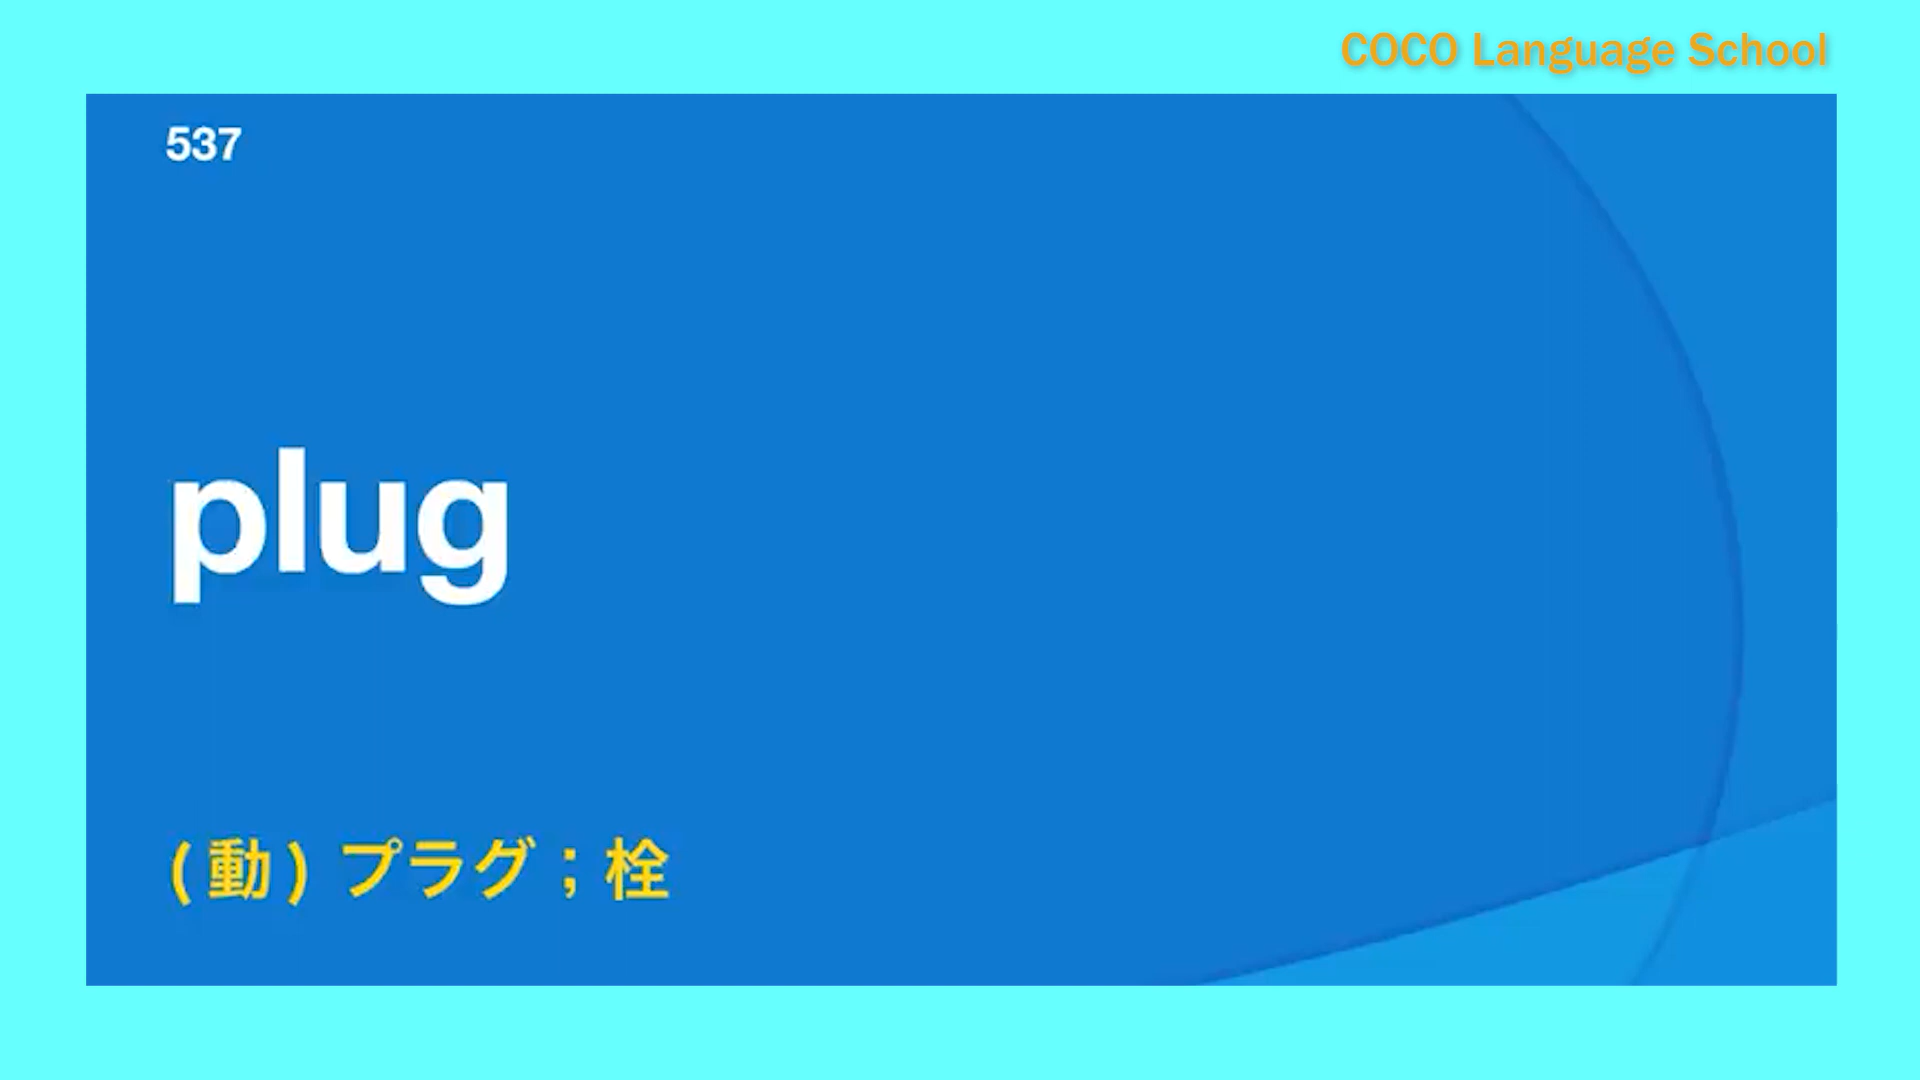 COCO Language School
537
plug
(動) プラグ；栓